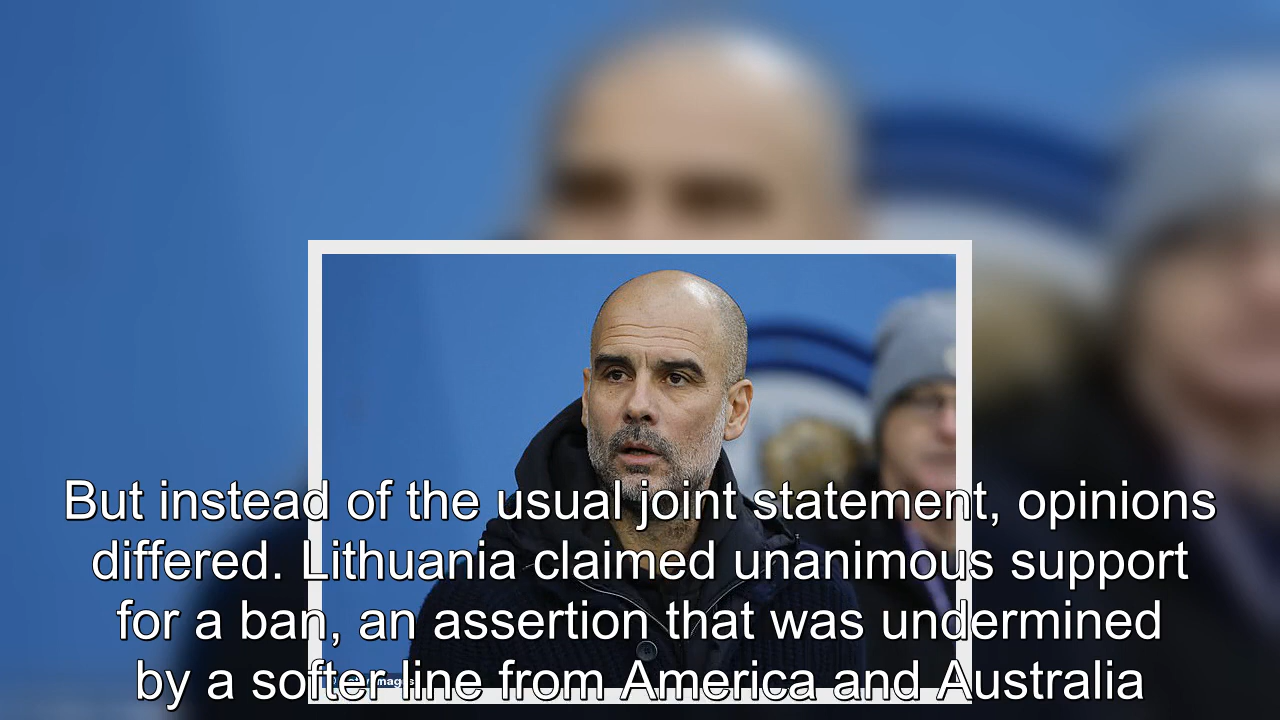 But instead of the usual joint statement, opinions
differed. Lithuania claimed unanimous support
for a ban, an assertion that was undermined
by a softer line from America and Australia